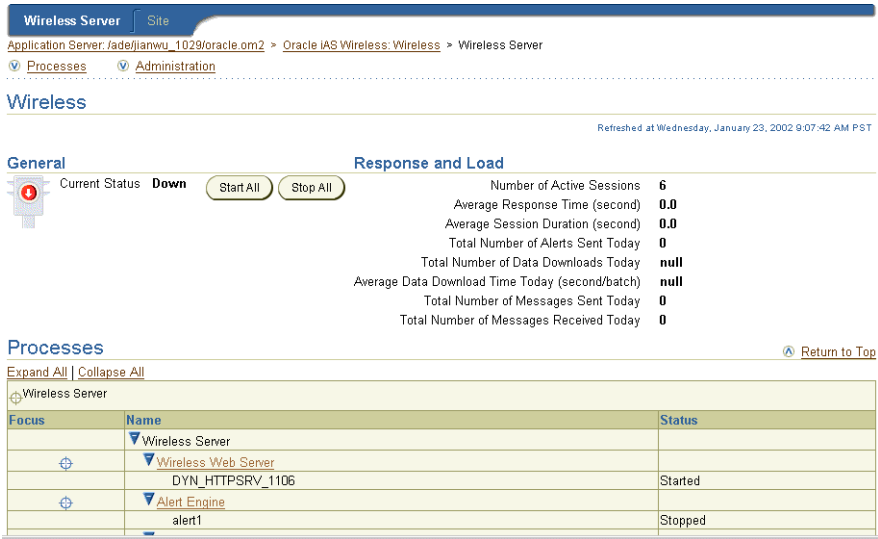 Wireless Server Site
Application Server: /ade/jianwu_1029/oracle.om2 > Oracle iAS Wireless: Wireless > Wireless Server
Processes Administration
Wireless
Refreshed at Wednesday, January 23, 2002 9:07:42 AM PST
General
Current Status Down Start All Stop All
Response and Load
Number of Active Sessions 6
Average Response Time (second) 0.0
Average Session Duration (second) 0.0
Total Number of Alerts Sent Today 0
Total Number of Data Downloads Today null
Average Data Download Time Today (second/batch) null
Total Number of Messages Sent Today 0
Total Number of Messages Received Today 0
Processes
Return to Top
Expand All | Collapse All
Wireless Server
Focus Name Status
Wireless Server
Wireless Web Server
DYN_HTTPSRV_1106 Started
Alert Engine
alert1 Stopped